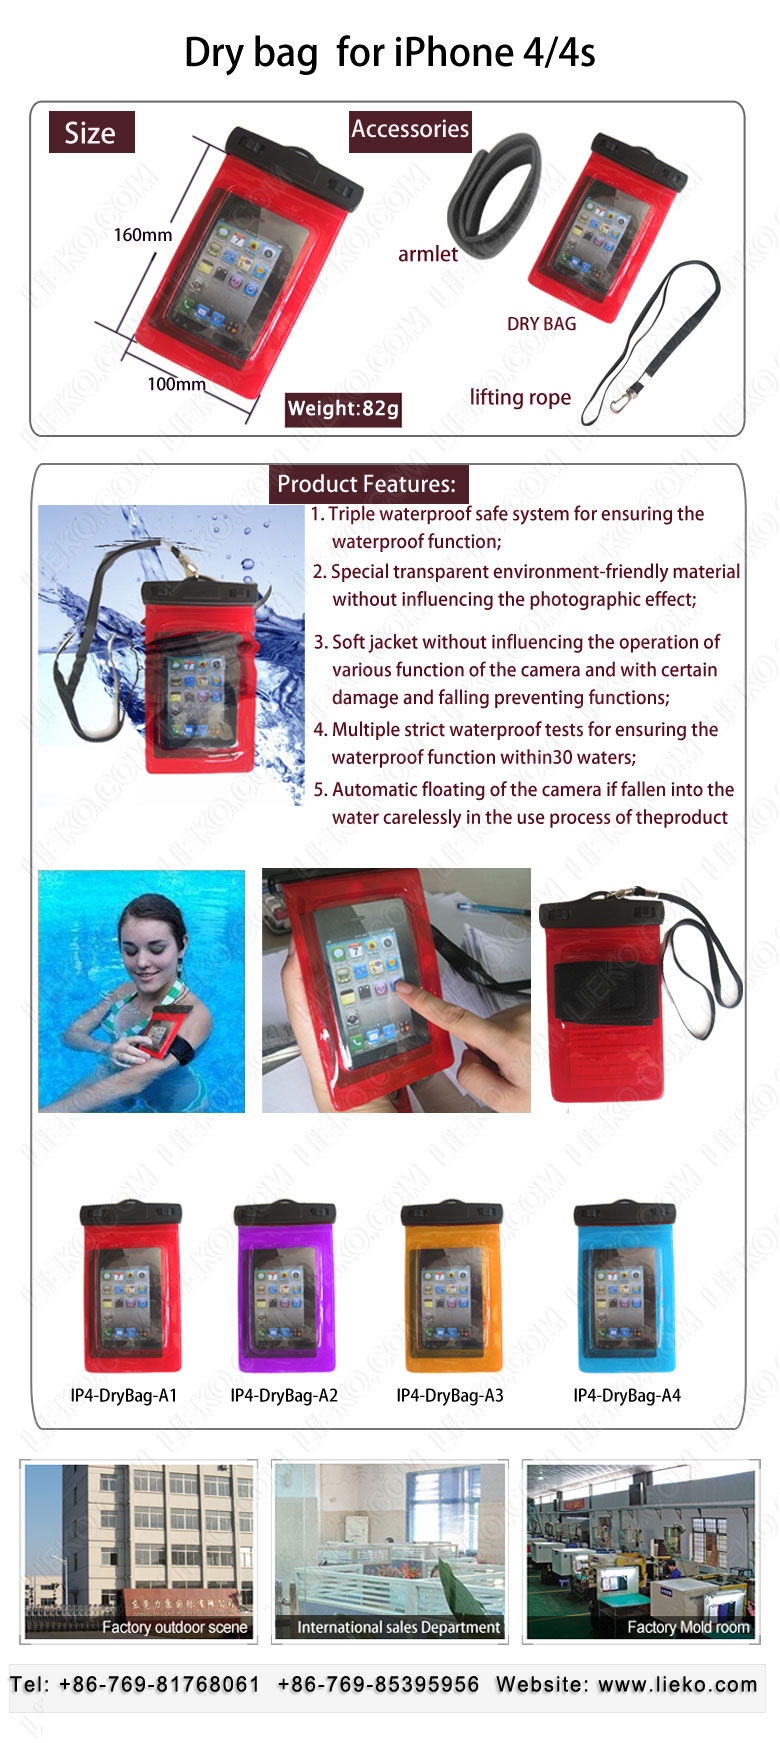 Dry bag for iPhone 4/4s
Size
Accessories
160mm
100mm
Weight:82g
armlet
DRY BAG
lifting rope
Product Features:
1. Triple waterproof safe system for ensuring the
waterproof function;
2. Special transparent environment-friendly material
without influencing the photographic effect;
3. Soft jacket without influencing the operation of
various function of the camera and with certain
damage and falling preventing functions;
4. Multiple strict waterproof tests for ensuring the
waterproof function within30 waters;
5. Automatic floating of the camera if fallen into the
water carelessly in the use process of theproduct
IP4-DryBag-A1
IP4-DryBag-A2
IP4-DryBag-A3
IP4-DryBag-A4
Factory outdoor scene
International sales Department
Factory Mold room
Tel: +86-769-81768061 +86-769-85395956 Website: www.lieko.com
LIEKO.COM